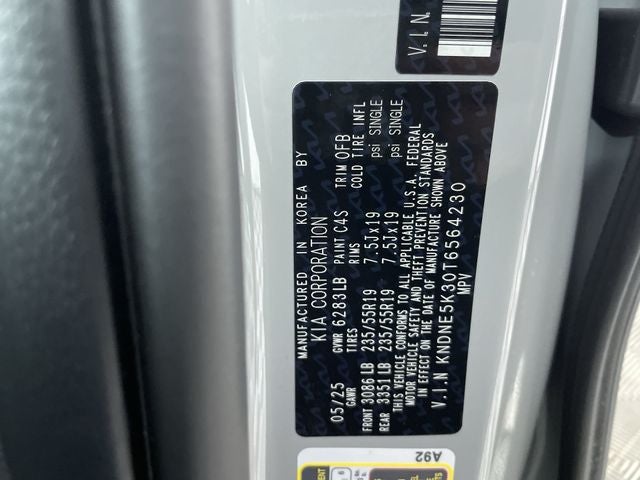 V.I.N.
MANUFACTURED IN KOREA BY
KIA CORPORATION
05/25 GVWR 6283LB PAINT C4S TRIM OFB
GAWR TIRES RIMS COLD TIRE INFL
FRONT 3086LB 235/55R19 7.5Jx19 psi SINGLE
REAR 3351LB 235/55R19 7.5Jx19 psi SINGLE
THIS VEHICLE CONFORMS TO ALL APPLICABLE U.S.A. FEDERAL
MOTOR VEHICLE SAFETY AND THEFT PREVENTION STANDARDS
IN EFFECT ON THE DATE OF MANUFACTURE SHOWN ABOVE
V.I.N KNDNE5K30T6564230
MPV
A92